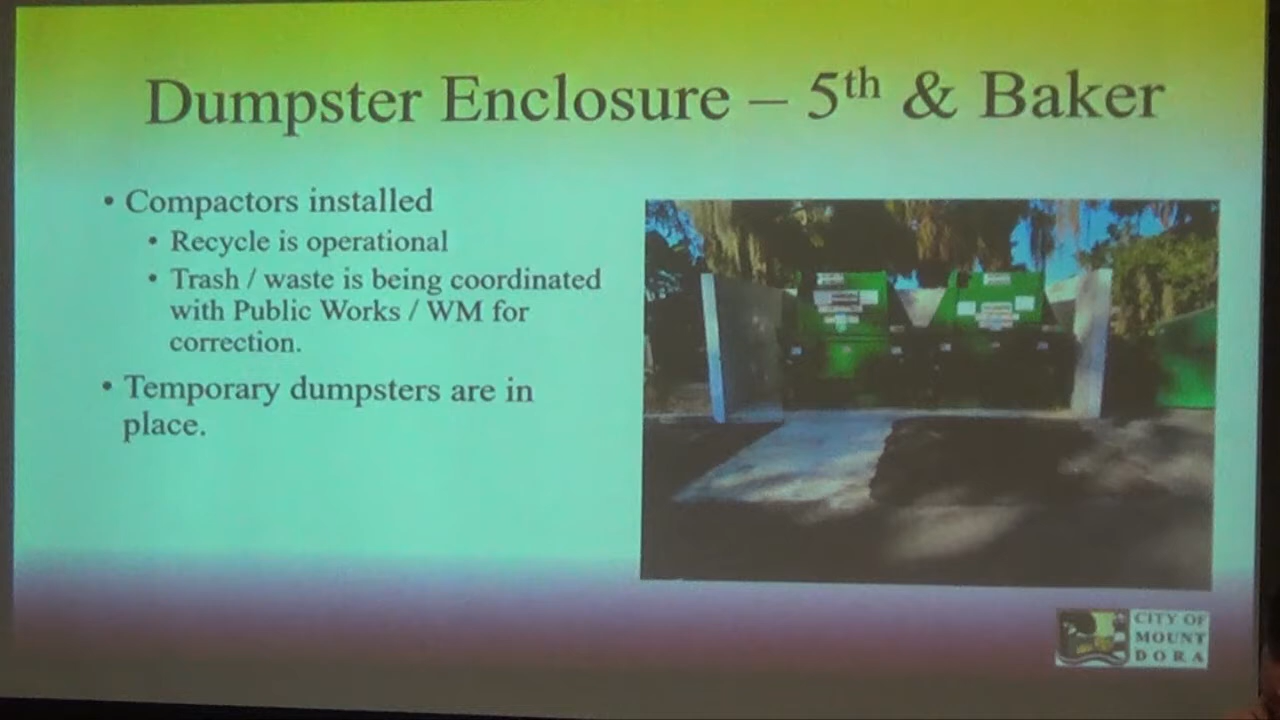 Dumpster Enclosure – 5th & Baker
• Compactors installed
• Recycle is operational
• Trash / waste is being coordinated
with Public Works / WM for
correction.
• Temporary dumpsters are in
place.
CITY OF
MOUNT
DORA